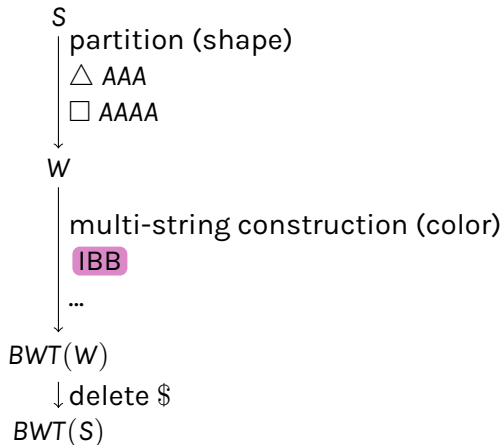 S
partition (shape)
△ AAA
□ AAAA
W
multi-string construction (color)
IBB
...
BWT(W)
delete $
BWT(S)